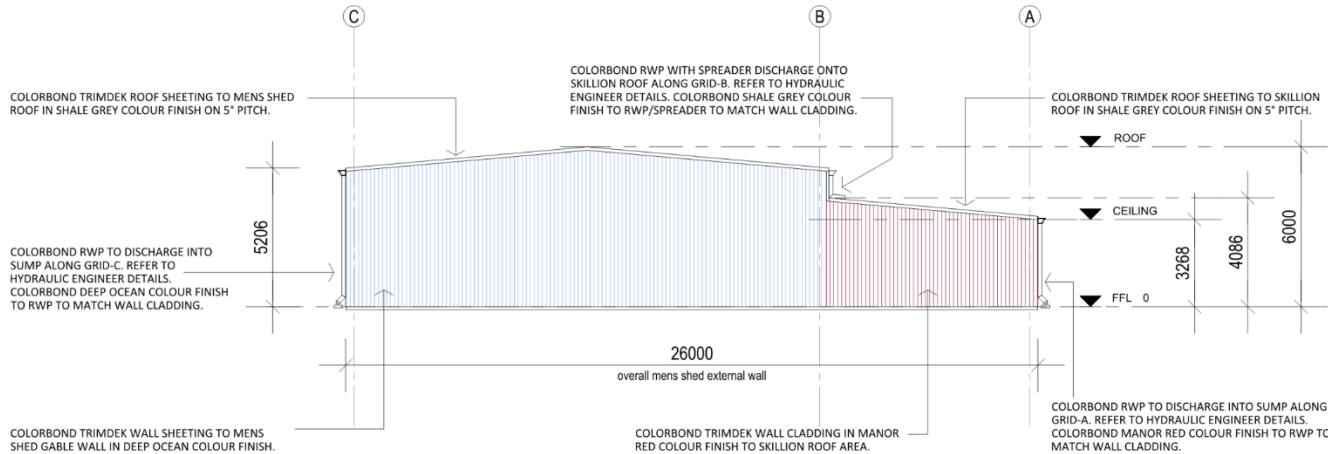 C
B
A
COLORBOND TRIMDEK ROOF SHEETING TO MENS SHED
ROOF IN SHALE GREY COLOUR FINISH ON 5° PITCH.
COLORBOND RWP WITH SPREADER DISCHARGE ONTO
SKILLION ROOF ALONG GRID-B. REFER TO HYDRAULIC
ENGINEER DETAILS. COLORBOND SHALE GREY COLOUR
FINISH TO RWP/SPREADER TO MATCH WALL CLADDING.
COLORBOND TRIMDEK ROOF SHEETING TO SKILLION
ROOF IN SHALE GREY COLOUR FINISH ON 5° PITCH.
ROOF
CEILING
FFL 0
5206
3268
4086
6000
COLORBOND RWP TO DISCHARGE INTO
SUMP ALONG GRID-C. REFER TO
HYDRAULIC ENGINEER DETAILS.
COLORBOND DEEP OCEAN COLOUR FINISH
TO RWP TO MATCH WALL CLADDING.
26000
overall mens shed external wall
COLORBOND TRIMDEK WALL SHEETING TO MENS
SHED GABLE WALL IN DEEP OCEAN COLOUR FINISH.
COLORBOND TRIMDEK WALL CLADDING IN MANOR
RED COLOUR FINISH TO SKILLION ROOF AREA.
COLORBOND RWP TO DISCHARGE INTO SUMP ALONG
GRID-A. REFER TO HYDRAULIC ENGINEER DETAILS.
COLORBOND MANOR RED COLOUR FINISH TO RWP TO
MATCH WALL CLADDING.